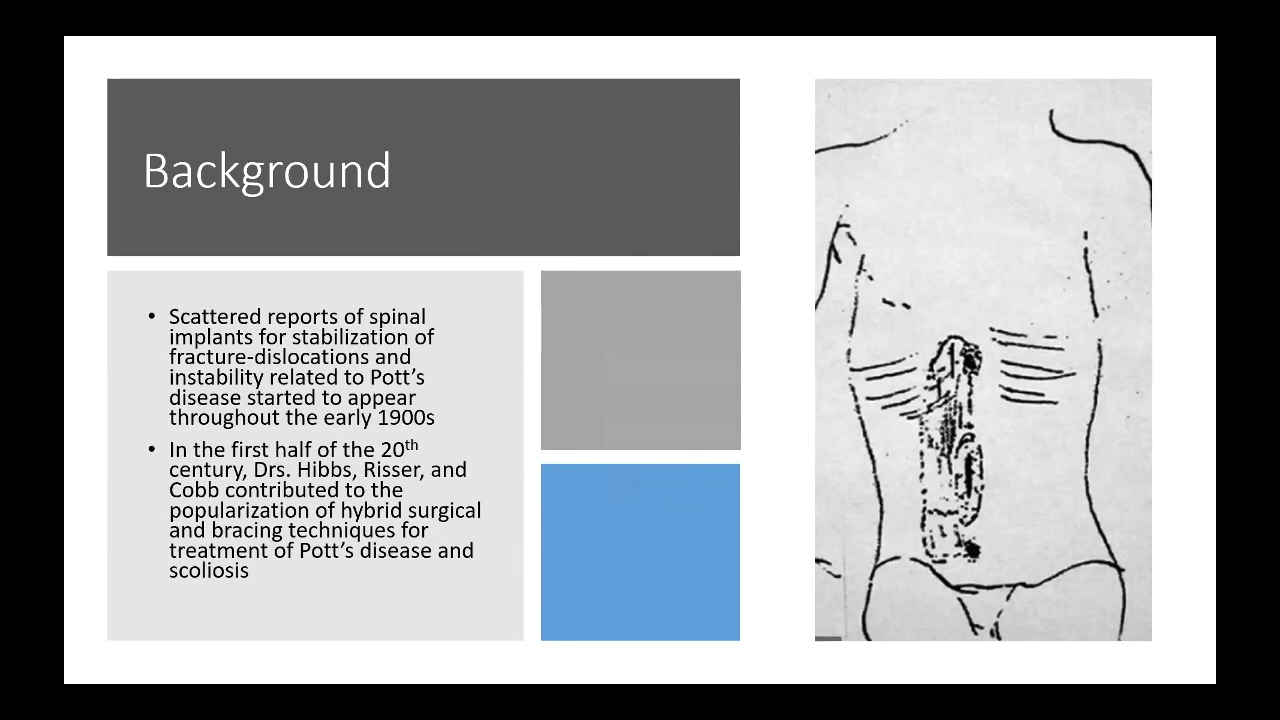 Background
• Scattered reports of spinal
implants for stabilization of
fracture-dislocations and
instability related to Pott’s
disease started to appear
throughout the early 1900s
• In the first half of the 20th
century, Drs. Hibbs, Risser, and
Cobb contributed to the
popularization of hybrid surgical
and bracing techniques for
treatment of Pott’s disease and
scoliosis